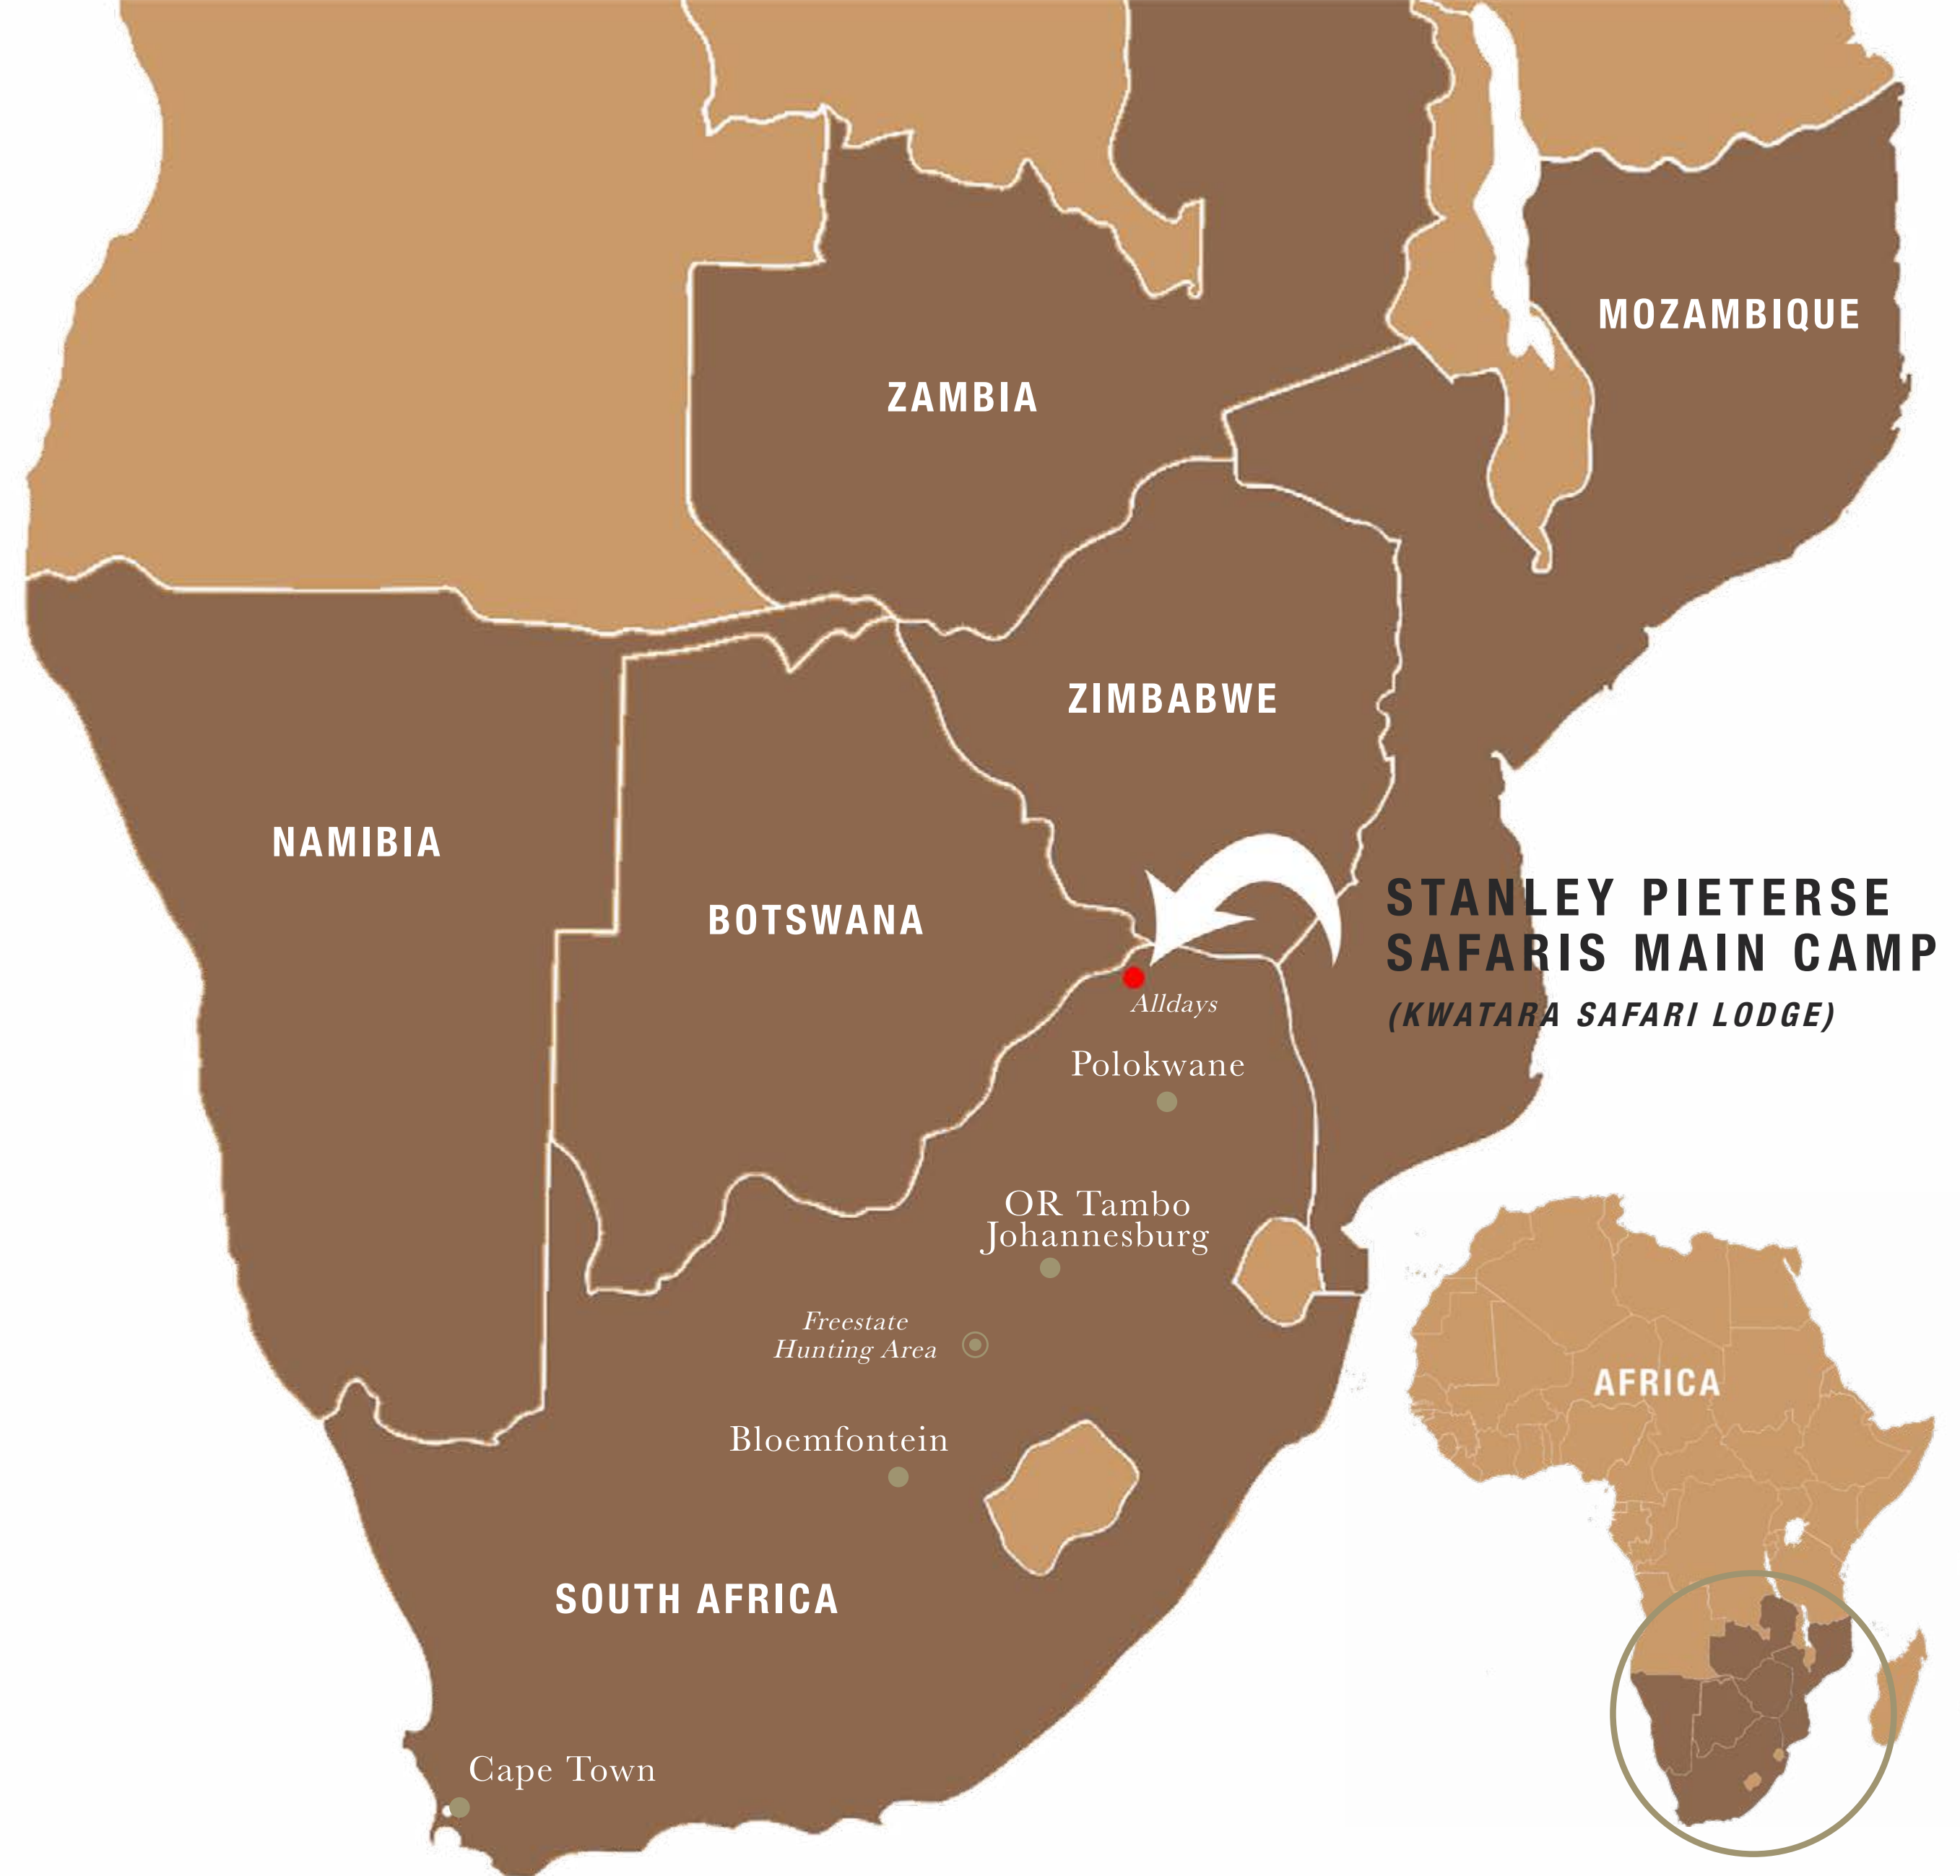 MOZAMBIQUE
ZAMBIA
ZIMBABWE
NAMIBIA
BOTSWANA
STANLEY PIETERSE
SAFARIS MAIN CAMP
(KWATARA SAFARI LODGE)
Alldays
Polokwane
OR Tambo
Johannesburg
Freestate
Hunting Area
AFRICA
Bloemfontein
SOUTH AFRICA
Cape Town